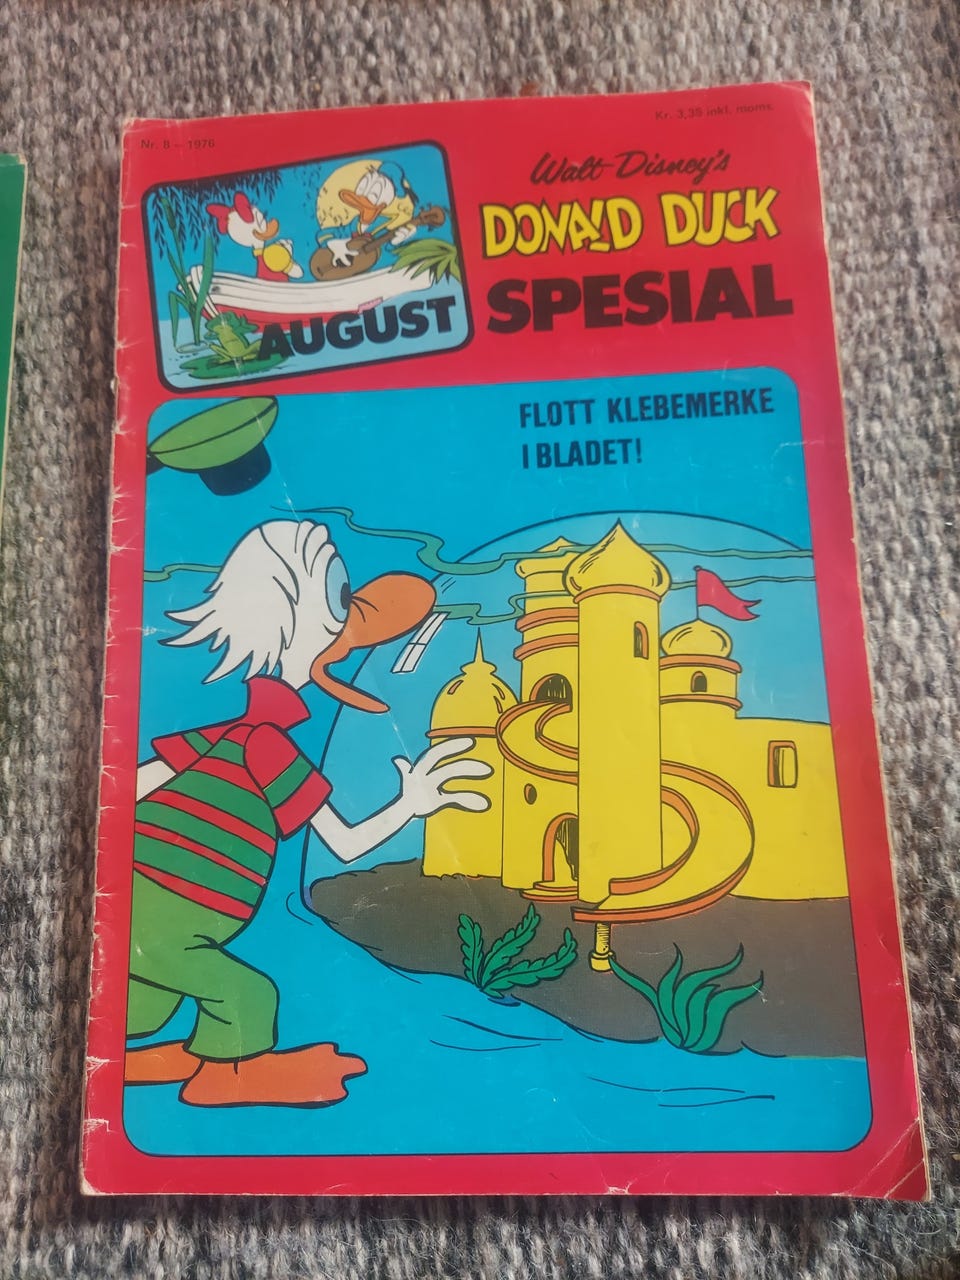 Nr. 8 – 1976
Kr. 3,35 inkl. moms.
Walt Disney's
DONALD DUCK
SPESIAL
AUGUST
FLOTT KLEBEMERKE
I BLADET!